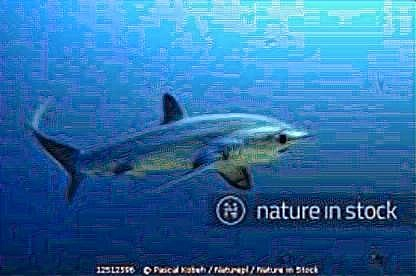 nature in stock
12512596 © Pascal Kobeh / Naturepl / Nature in Stock